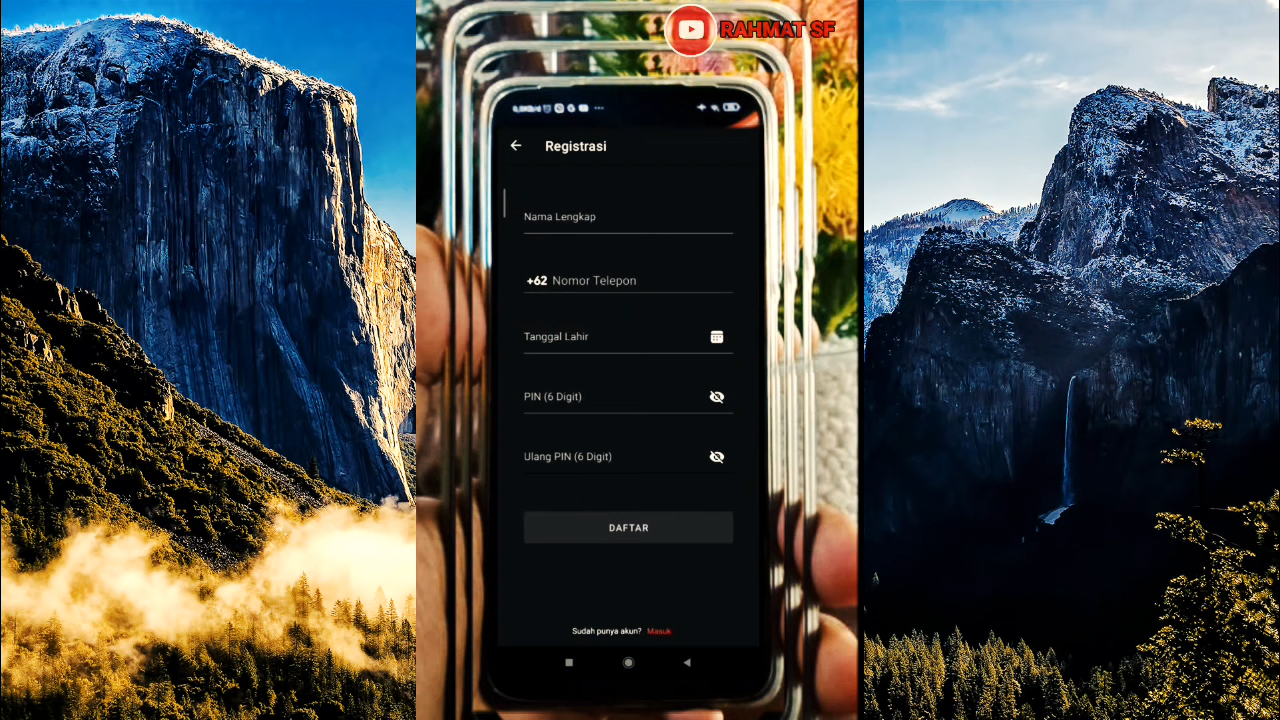 RAHMAT SF
Registrasi
Nama Lengkap
+62 Nomor Telepon
Tanggal Lahir
PIN (6 Digit)
Ulang PIN (6 Digit)
DAFTAR
Sudah punya akun? Masuk